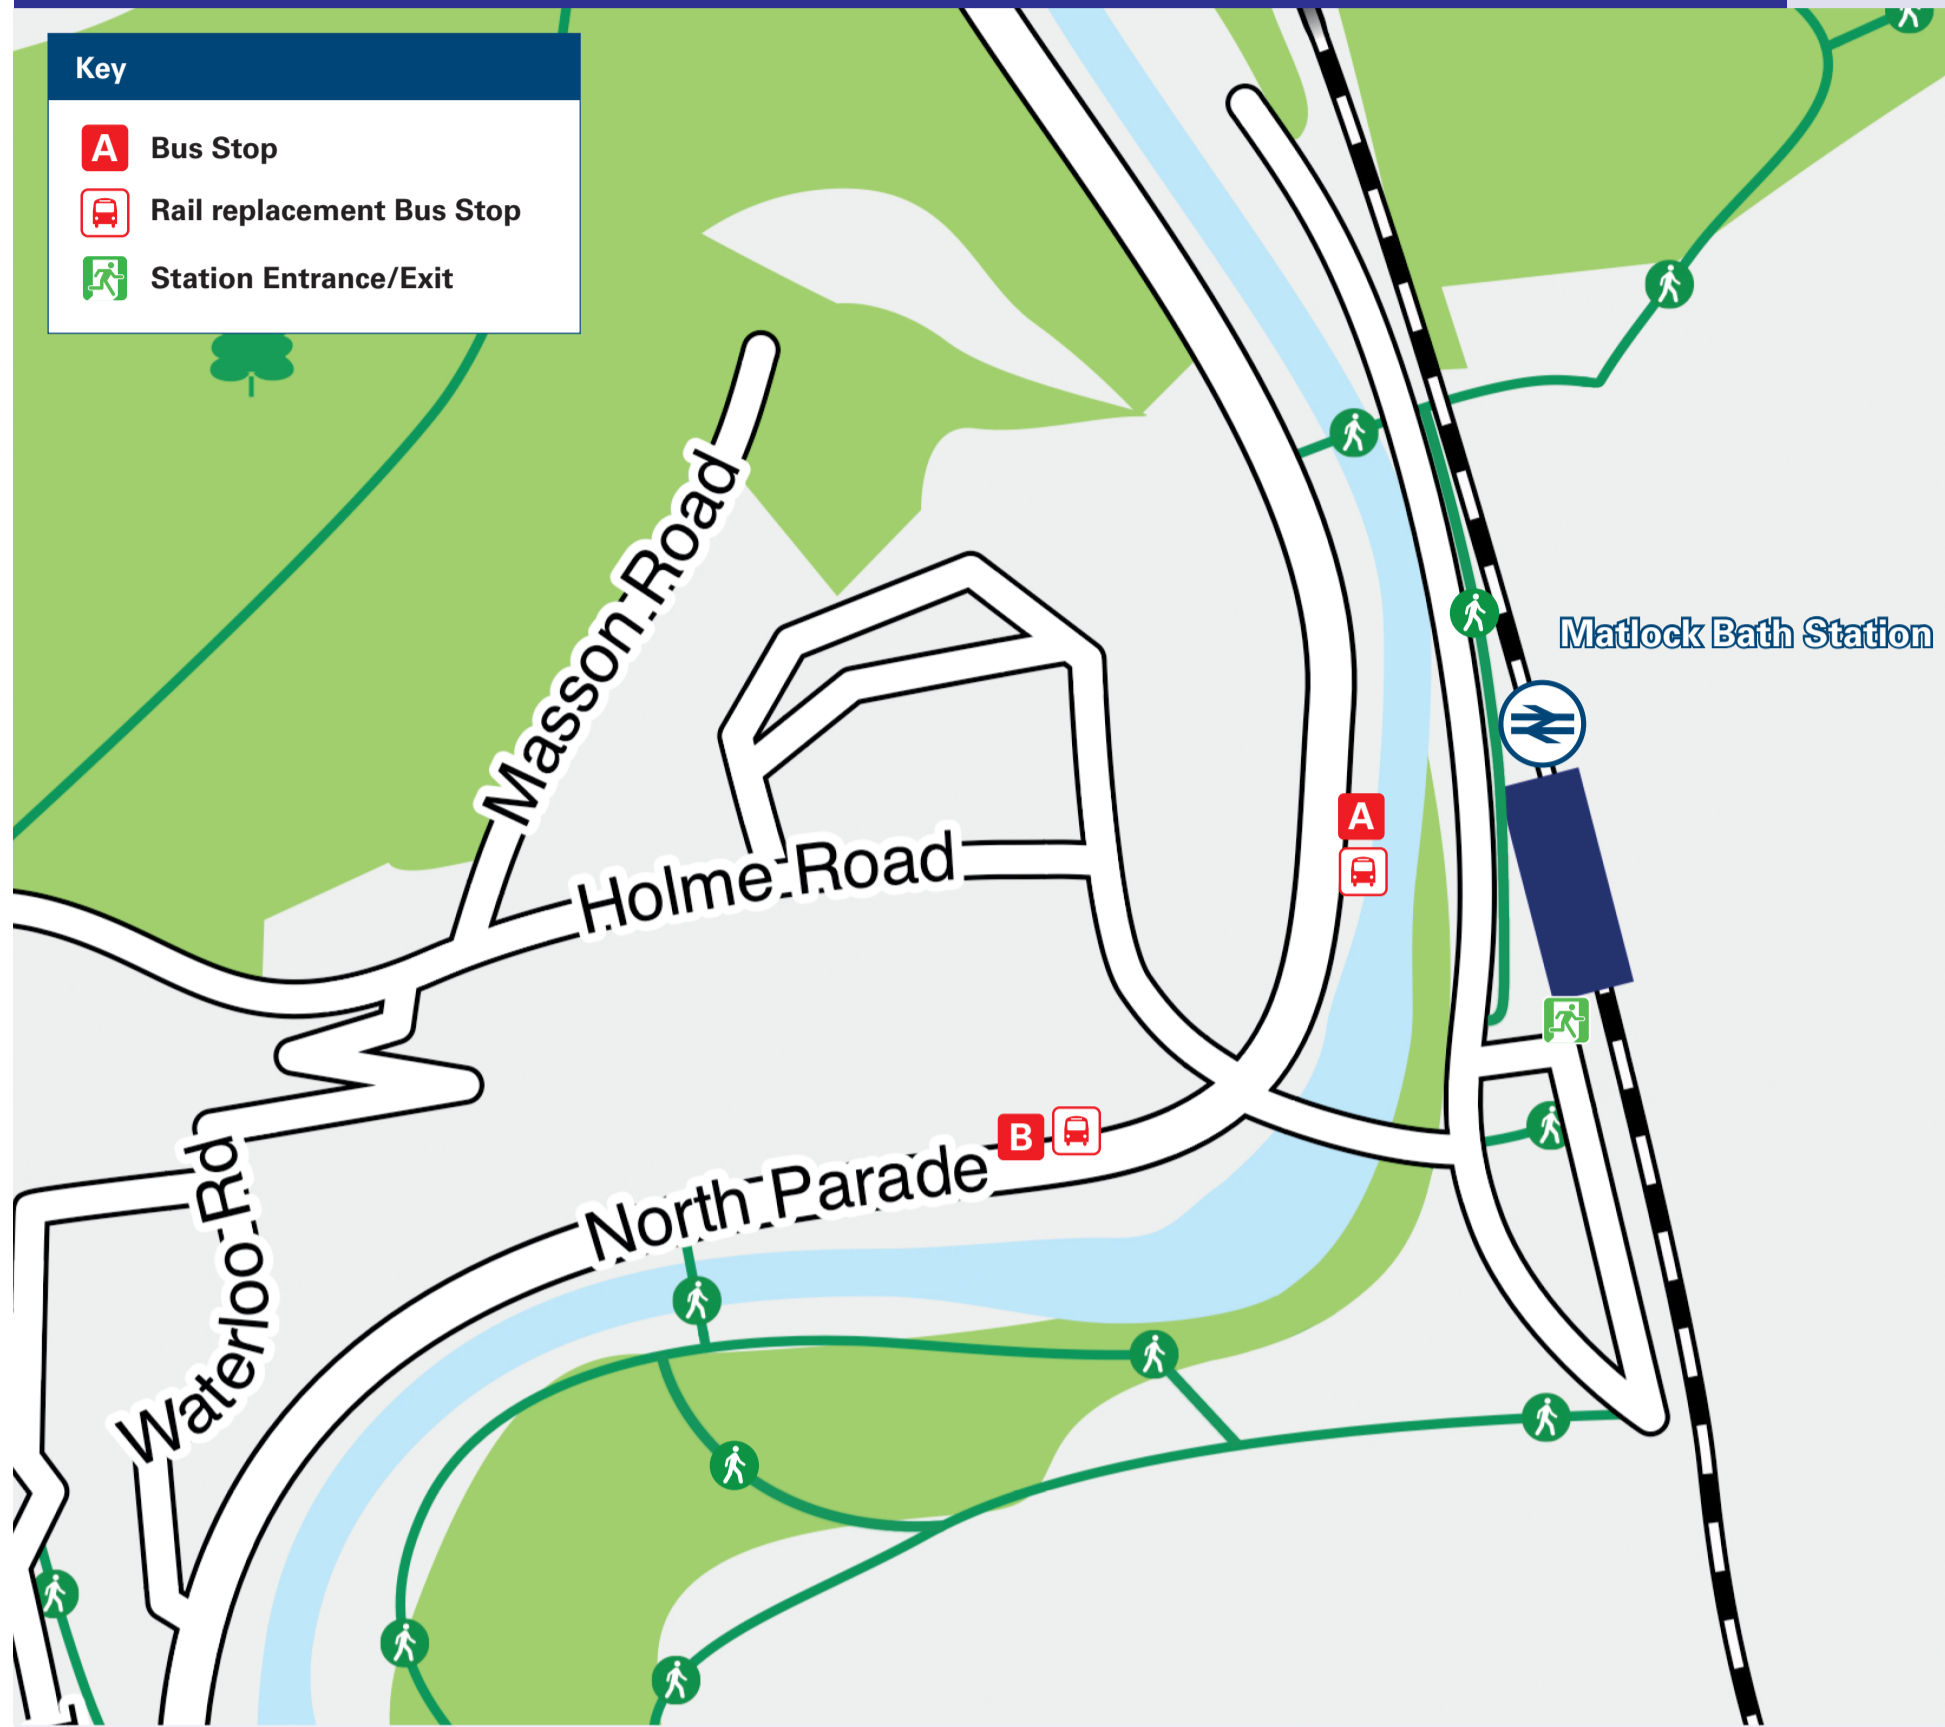 Key
A Bus Stop
Rail replacement Bus Stop
Station Entrance/Exit
Masson Road
Matlock Bath Station
A
Holme Road
B
North Parade
Waterloo Rd